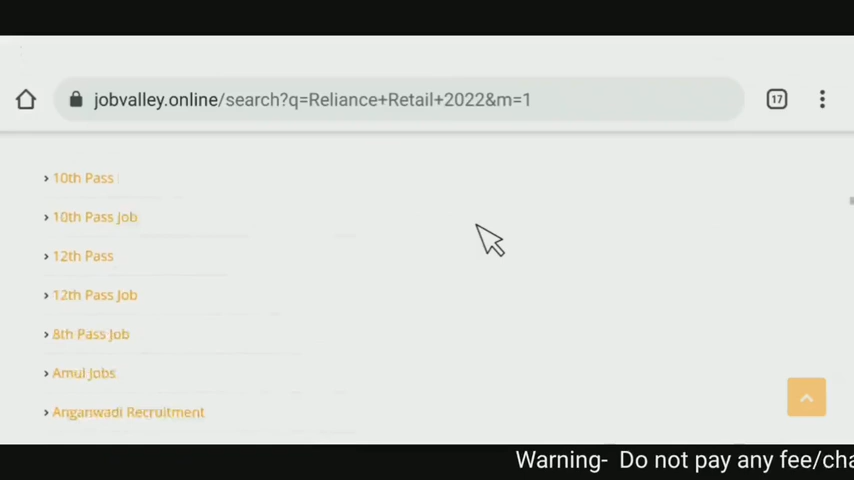 jobvalley.online/search?q=Reliance+Retail+2022&m=1
17
10th Pass
10th Pass Job
12th Pass
12th Pass Job
8th Pass Job
Amul Jobs
Anganwadi Recruitment
Warning- Do not pay any fee/cha